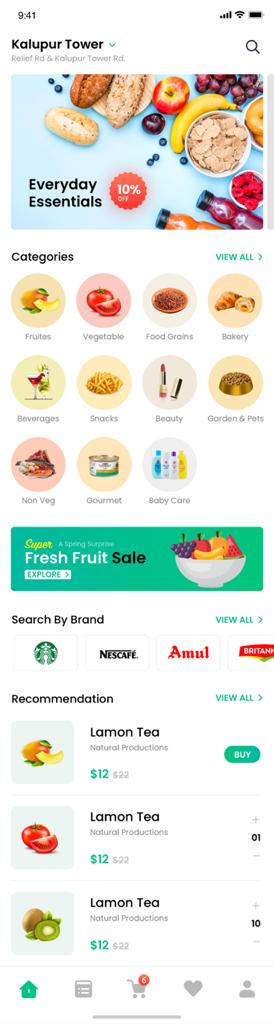 9:41
Kalupur Tower
Relief Rd & Kalupur Tower Rd.
Everyday
Essentials
10%
OFF
Categories
VIEW ALL
Fruites
Vegetable
Food Grains
Bakery
Beverages
Snacks
Beauty
Garden & Pets
Non Veg
Gourmet
Baby Care
Super A Spring Surprise
Fresh Fruit Sale
EXPLORE
Search By Brand
VIEW ALL
NESCAFÉ.
Amul
BRITANN
Recommendation
VIEW ALL
Lamon Tea
Natural Productions
BUY
$12 $22
Lamon Tea
Natural Productions
+
01
−
$12 $22
Lamon Tea
Natural Productions
+
10
−
$12 $22
6